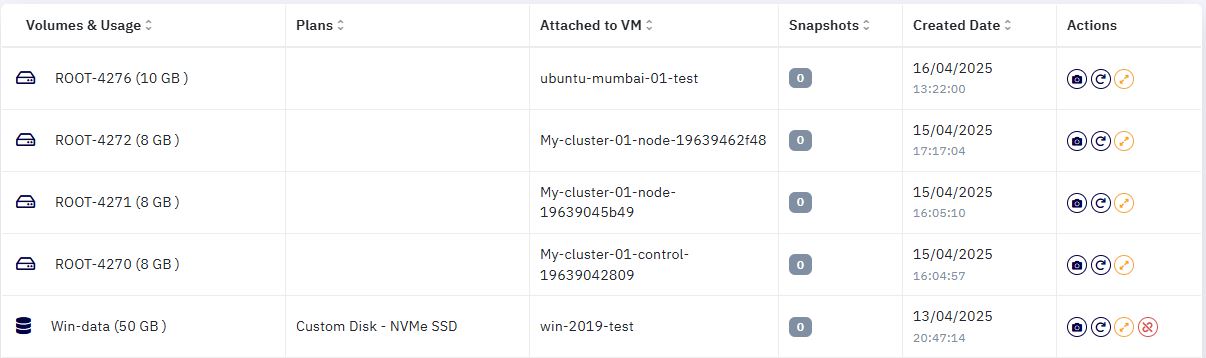 Volumes & Usage Plans Attached to VM Snapshots Created Date Actions
ROOT-4276 (10 GB ) ubuntu-mumbai-01-test 0 16/04/2025
13:22:00
ROOT-4272 (8 GB ) My-cluster-01-node-19639462f48 0 15/04/2025
17:17:04
ROOT-4271 (8 GB ) My-cluster-01-node- 0 15/04/2025
19639045b49 16:05:10
ROOT-4270 (8 GB ) My-cluster-01-control- 0 15/04/2025
19639042809 16:04:57
Win-data (50 GB ) Custom Disk - NVMe SSD win-2019-test 0 13/04/2025
20:47:14